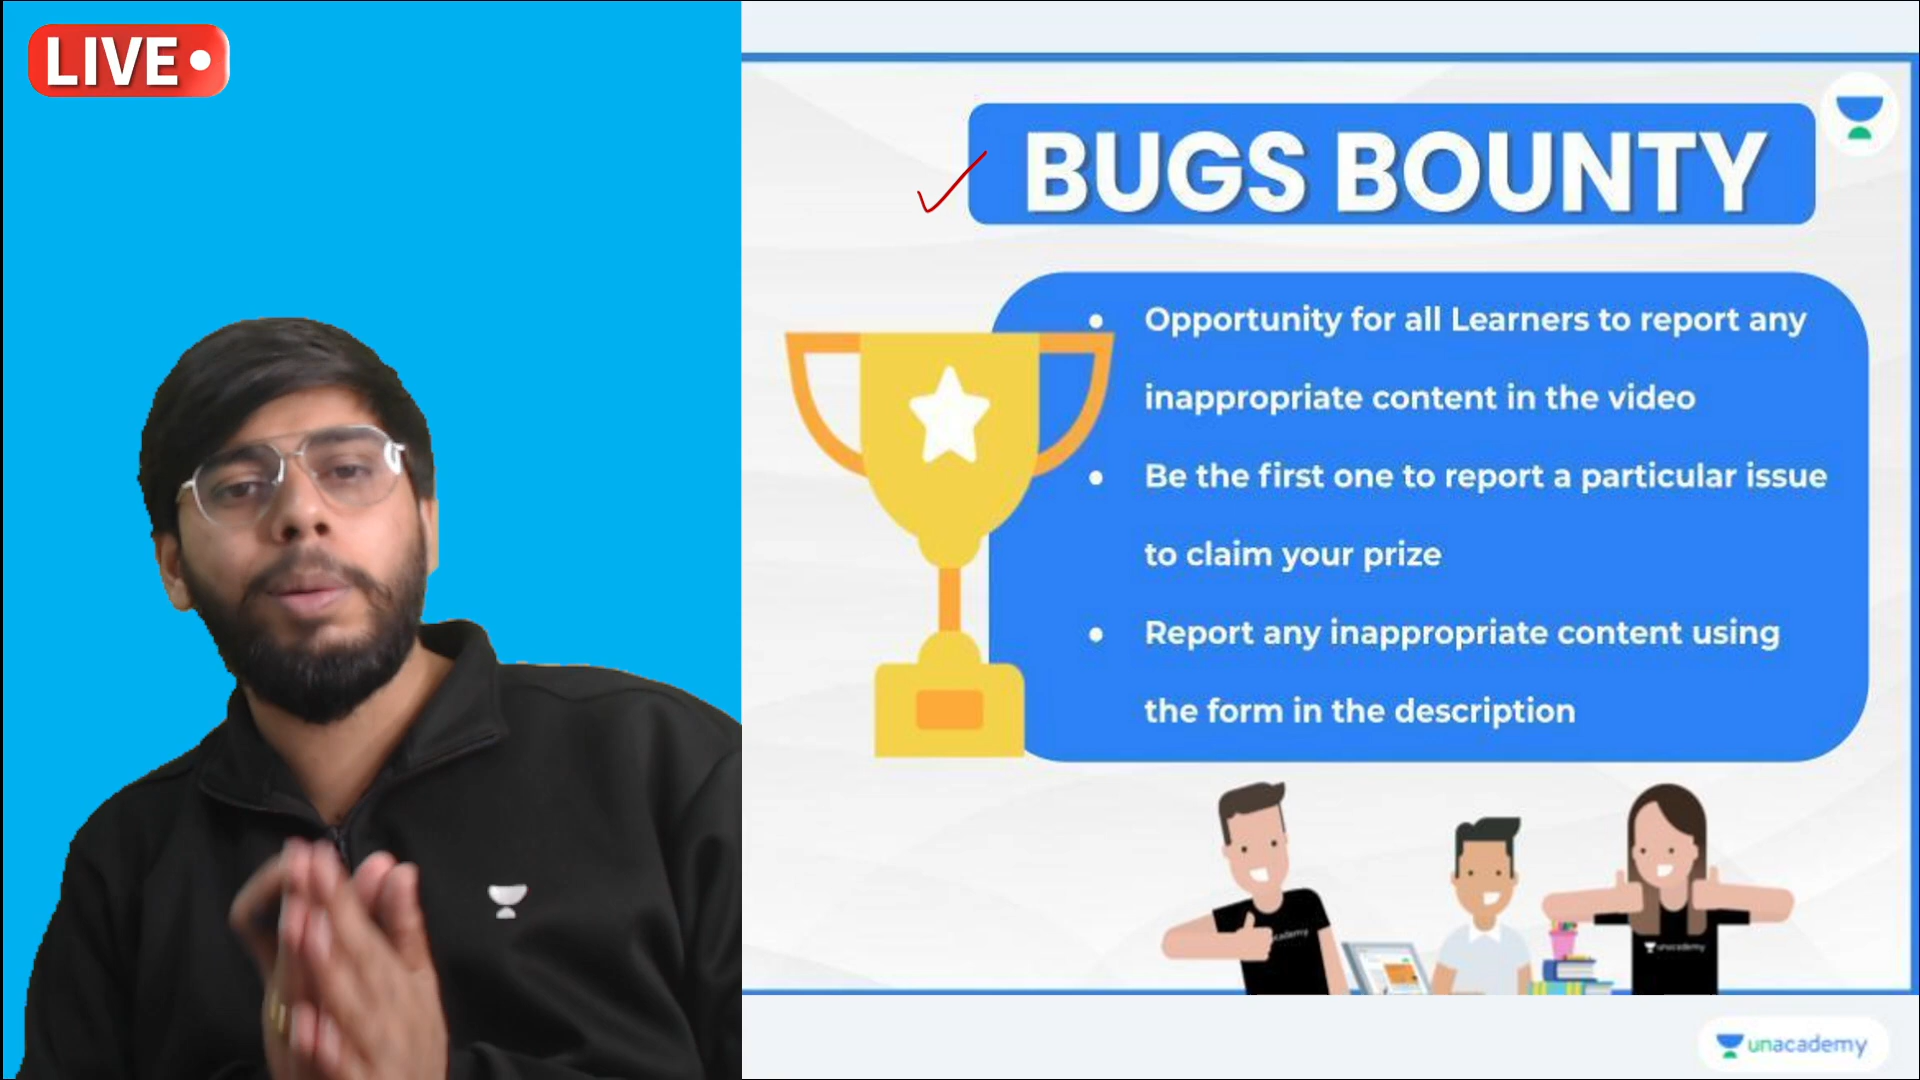 LIVE
BUGS BOUNTY
Opportunity for all Learners to report any
inappropriate content in the video
Be the first one to report a particular issue
to claim your prize
Report any inappropriate content using
the form in the description
unacademy
unacademy